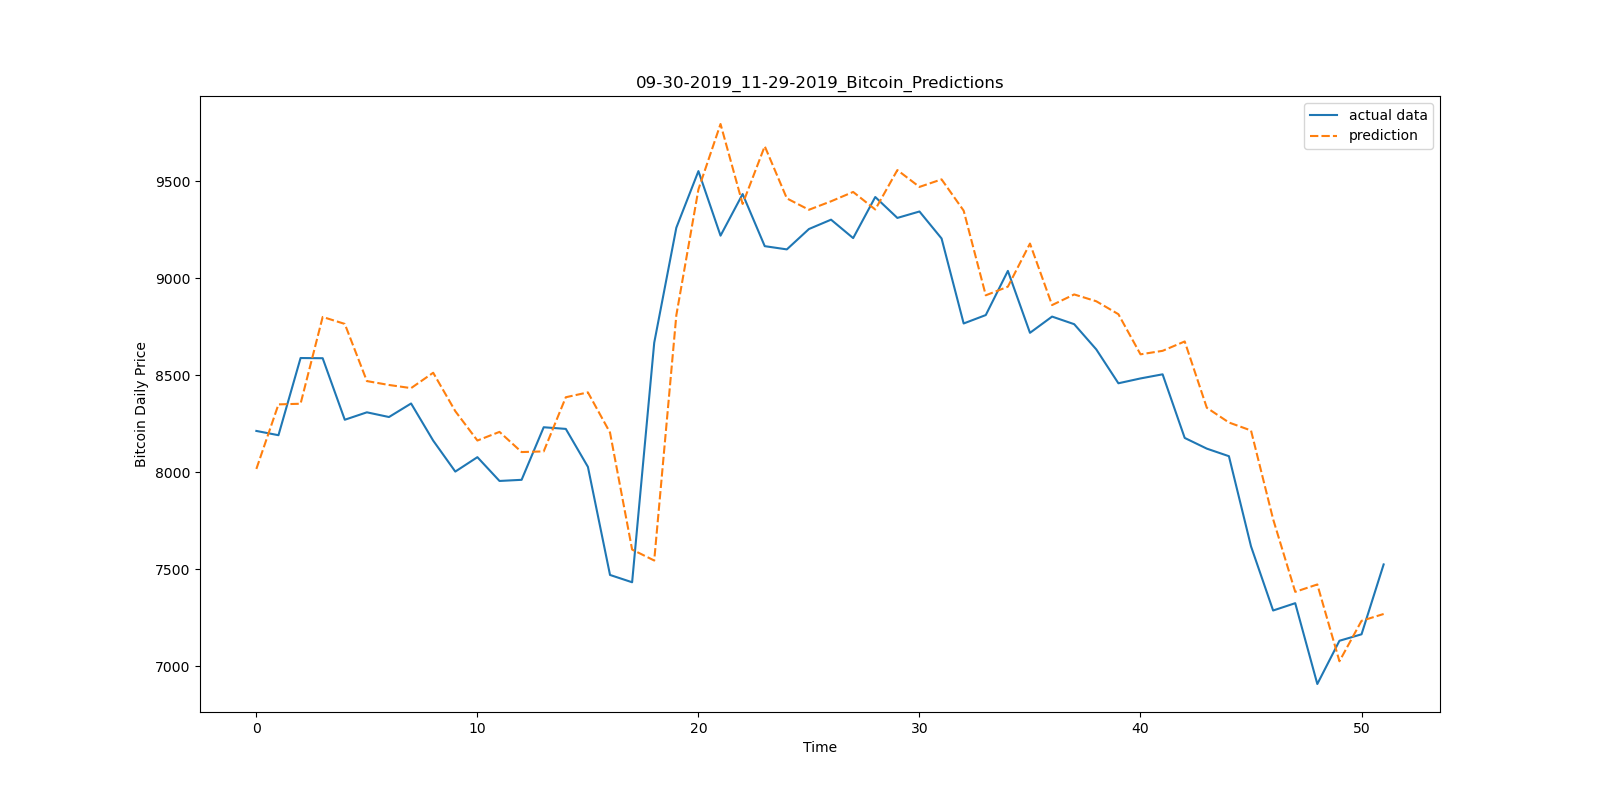 09-30-2019_11-29-2019_Bitcoin_Predictions
actual data
prediction
9500
9000
8500
8000
7500
7000
Bitcoin Daily Price
0 10 20 30 40 50
Time